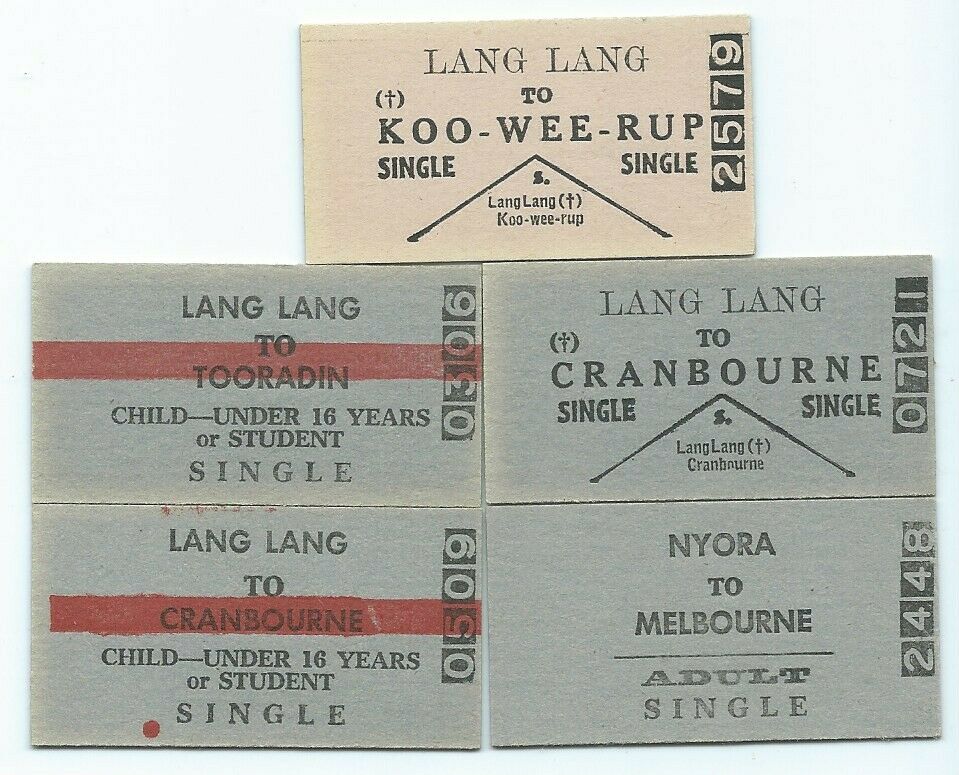 LANG LANG
(†) TO
KOO-WEE-RUP
SINGLE SINGLE
S.
Lang Lang (†)
Koo-wee-rup
2579
LANG LANG
TO
TOORADIN
CHILD—UNDER 16 YEARS
or STUDENT
SINGLE
0306
LANG LANG
(†) TO
CRANBOURNE
SINGLE SINGLE
S.
Lang Lang (†)
Cranbourne
0721
LANG LANG
TO
CRANBOURNE
CHILD—UNDER 16 YEARS
or STUDENT
SINGLE
0509
NYORA
TO
MELBOURNE
ADULT
SINGLE
2448